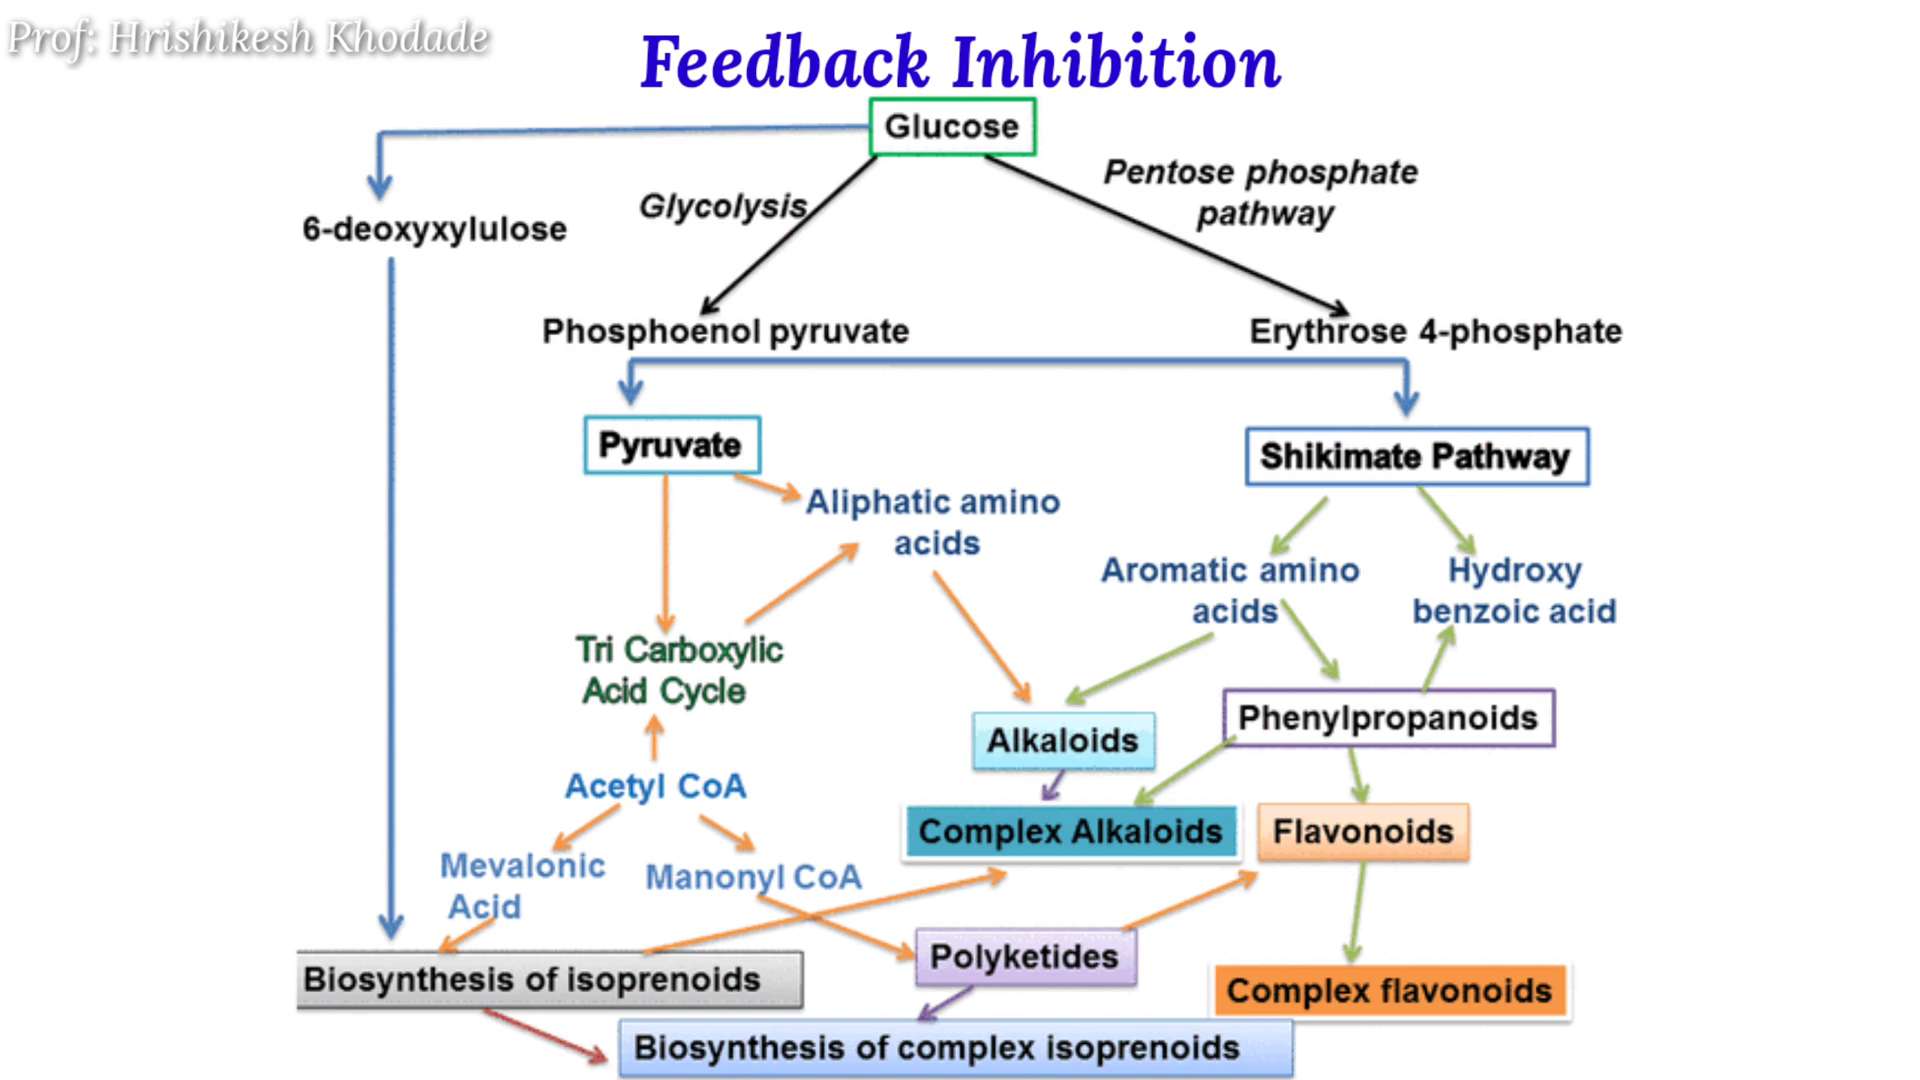 Prof: Hrishikesh Khodade
Feedback Inhibition
Glucose
Pentose phosphate
pathway
Glycolysis
6-deoxyxylulose
Phosphoenol pyruvate
Erythrose 4-phosphate
Pyruvate
Shikimate Pathway
Aliphatic amino
acids
Aromatic amino
acids
Hydroxy
benzoic acid
Tri Carboxylic
Acid Cycle
Phenylpropanoids
Alkaloids
Acetyl CoA
Complex Alkaloids
Flavonoids
Mevalonic
Acid
Manonyl CoA
Polyketides
Biosynthesis of isoprenoids
Complex flavonoids
Biosynthesis of complex isoprenoids